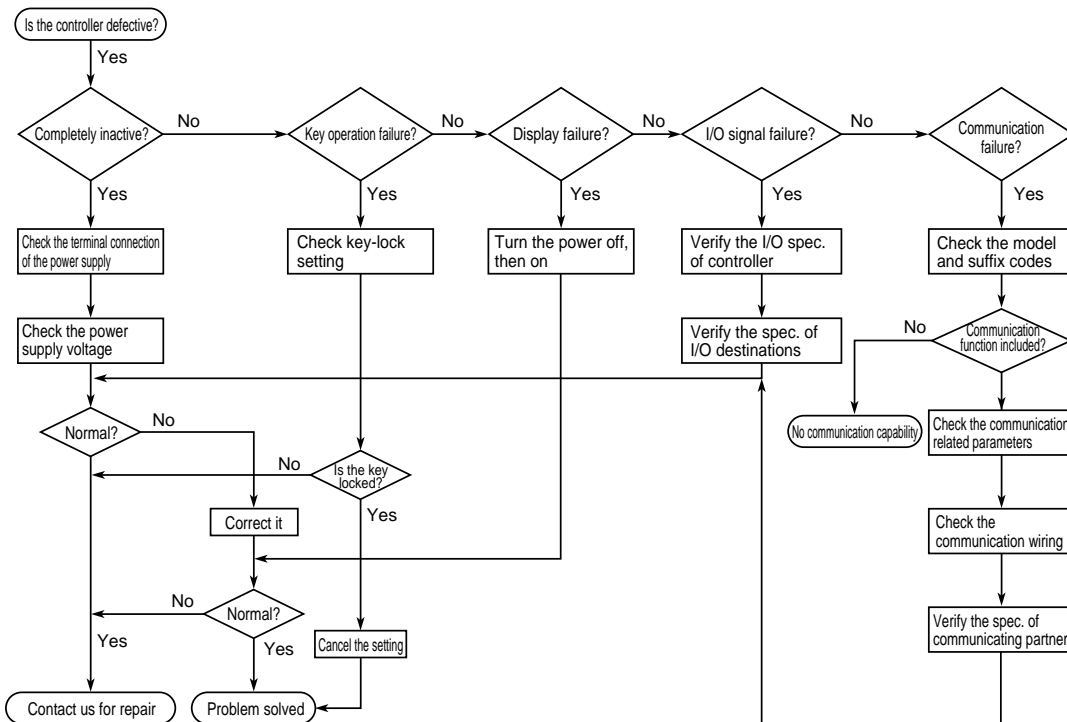 Is the controller defective?
Yes
Completely inactive?
No
Key operation failure?
No
Display failure?
No
I/O signal failure?
No
Communication
failure?
Yes
Yes
Yes
Yes
Yes
Check the terminal connection
of the power supply
Check key-lock
setting
Turn the power off,
then on
Verify the I/O spec.
of controller
Check the model
and suffix codes
Check the power
supply voltage
Verify the spec. of
I/O destinations
No
Communication
function included?
Normal?
No
No communication capability
Check the communication
related parameters
No
Is the key
locked?
Yes
Correct it
Check the
communication wiring
No
Normal?
Yes
Yes
Cancel the setting
Verify the spec. of
communicating partner
Contact us for repair
Problem solved